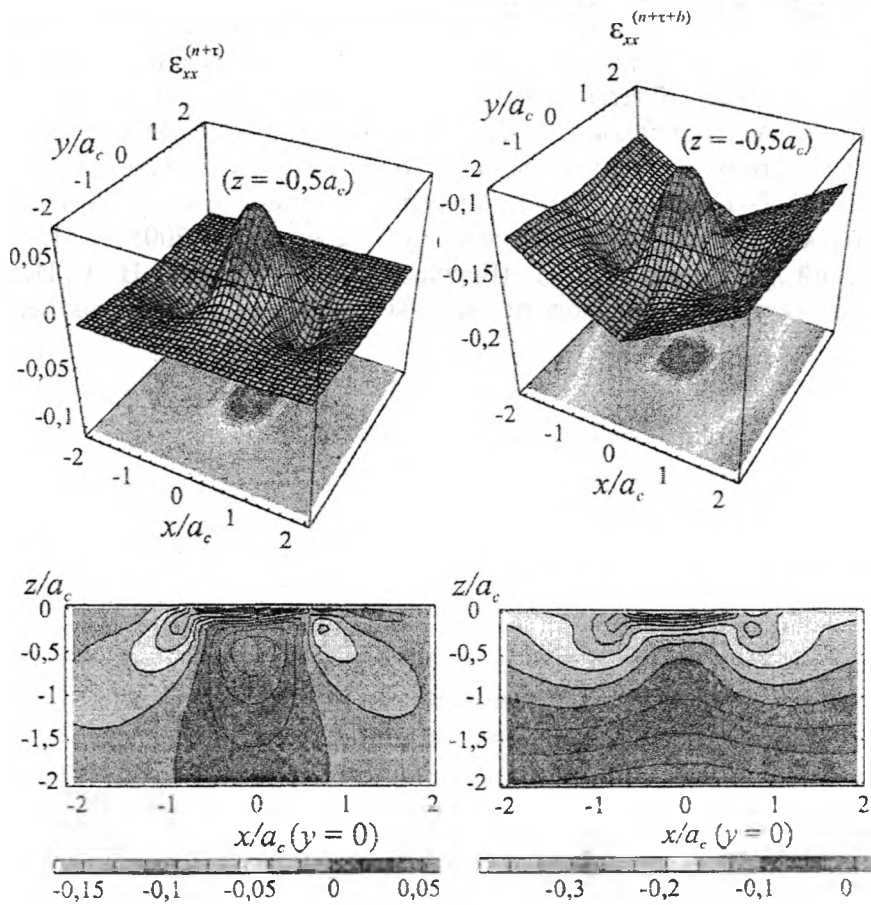 ε_xx^(n+τ)
2
1
0
-1
-2
y/a_c
(z = -0,5a_c)
0,05
0
-0,05
-0,1
-2
-1
0
1
2
x/a_c
ε_xx^(n+τ+b)
2
1
0
-1
-2
y/a_c
(z = -0,5a_c)
-0,1
-0,15
-0,2
-2
-1
0
1
2
x/a_c
z/a_c
0
-0,5
-1
-1,5
-2
-2 -1 0 1 2
x/a_c (y = 0)
-0,15 -0,1 -0,05 0 0,05
z/a_c
0
-0,5
-1
-1,5
-2
-2 -1 0 1 2
x/a_c (y = 0)
-0,3 -0,2 -0,1 0